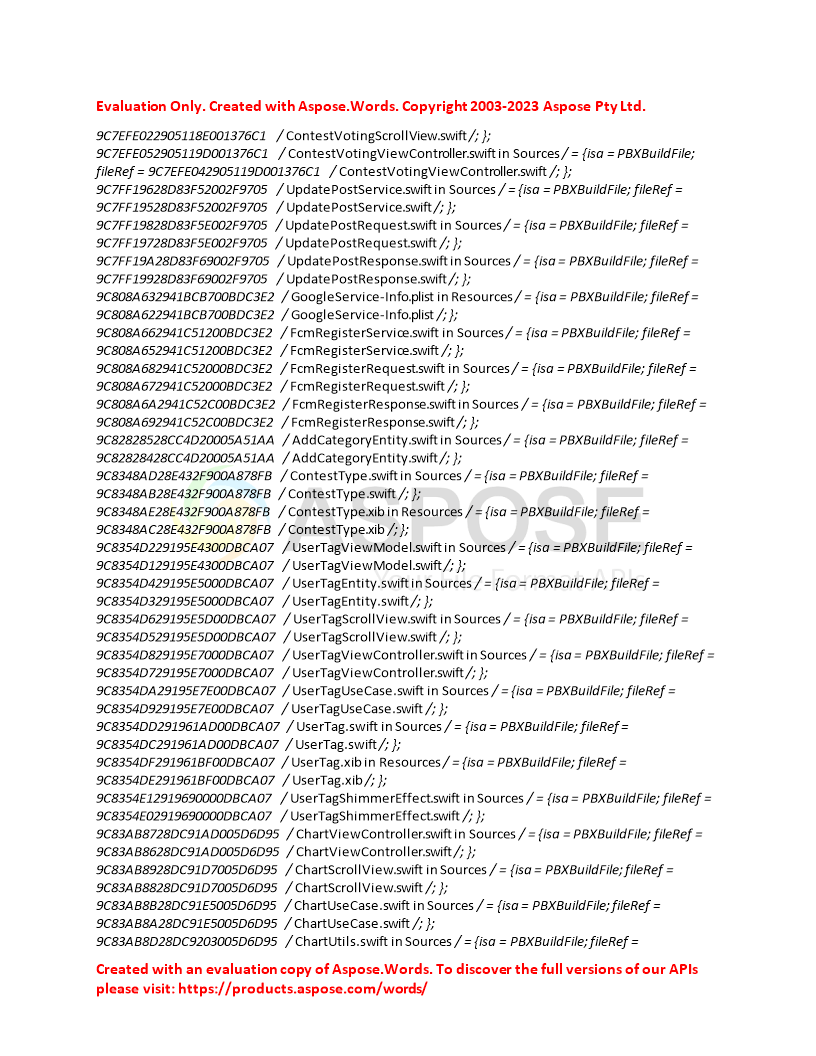 Evaluation Only. Created with Aspose.Words. Copyright 2003-2023 Aspose Pty Ltd.
9C7EFE022905118E001376C1 / ContestVotingScrollView.swift /; };
9C7EFE052905119D001376C1 / ContestVotingViewController.swift in Sources / = {isa = PBXBuildFile;
fileRef = 9C7EFE042905119D001376C1 / ContestVotingViewController.swift /; };
9C7FF19628D83F52002F9705 / UpdatePostService.swift in Sources / = {isa = PBXBuildFile; fileRef =
9C7FF19528D83F52002F9705 / UpdatePostService.swift /; };
9C7FF19828D83F5E002F9705 / UpdatePostRequest.swift in Sources / = {isa = PBXBuildFile; fileRef =
9C7FF19728D83F5E002F9705 / UpdatePostRequest.swift /; };
9C7FF19A28D83F69002F9705 / UpdatePostResponse.swift in Sources / = {isa = PBXBuildFile; fileRef =
9C7FF19928D83F69002F9705 / UpdatePostResponse.swift /; };
9C808A632941BCB700BDC3E2 / GoogleService-Info.plist in Resources / = {isa = PBXBuildFile; fileRef =
9C808A622941BCB700BDC3E2 / GoogleService-Info.plist /; };
9C808A662941C51200BDC3E2 / FcmRegisterService.swift in Sources / = {isa = PBXBuildFile; fileRef =
9C808A652941C51200BDC3E2 / FcmRegisterService.swift /; };
9C808A682941C52000BDC3E2 / FcmRegisterRequest.swift in Sources / = {isa = PBXBuildFile; fileRef =
9C808A672941C52000BDC3E2 / FcmRegisterRequest.swift /; };
9C808A6A2941C52C00BDC3E2 / FcmRegisterResponse.swift in Sources / = {isa = PBXBuildFile; fileRef =
9C808A692941C52C00BDC3E2 / FcmRegisterResponse.swift /; };
9C82828528CC4D20005A51AA / AddCategoryEntity.swift in Sources / = {isa = PBXBuildFile; fileRef =
9C82828428CC4D20005A51AA / AddCategoryEntity.swift /; };
9C8348AD28E432F900A878FB / ContestType.swift in Sources / = {isa = PBXBuildFile; fileRef =
9C8348AB28E432F900A878FB / ContestType.swift /; };
9C8348AE28E432F900A878FB / ContestType.xib in Resources / = {isa = PBXBuildFile; fileRef =
9C8348AC28E432F900A878FB / ContestType.xib /; };
9C8354D229195E4300DBCA07 / UserTagViewModel.swift in Sources / = {isa = PBXBuildFile; fileRef =
9C8354D129195E4300DBCA07 / UserTagViewModel.swift /; };
9C8354D429195E5000DBCA07 / UserTagEntity.swift in Sources / = {isa = PBXBuildFile; fileRef =
9C8354D329195E5000DBCA07 / UserTagEntity.swift /; };
9C8354D629195E5D00DBCA07 / UserTagScrollView.swift in Sources / = {isa = PBXBuildFile; fileRef =
9C8354D529195E5D00DBCA07 / UserTagScrollView.swift /; };
9C8354D829195E7000DBCA07 / UserTagViewController.swift in Sources / = {isa = PBXBuildFile; fileRef =
9C8354D729195E7000DBCA07 / UserTagViewController.swift /; };
9C8354DA29195E7E00DBCA07 / UserTagUseCase.swift in Sources / = {isa = PBXBuildFile; fileRef =
9C8354D929195E7E00DBCA07 / UserTagUseCase.swift /; };
9C8354DD291961AD00DBCA07 / UserTag.swift in Sources / = {isa = PBXBuildFile; fileRef =
9C8354DC291961AD00DBCA07 / UserTag.swift /; };
9C8354DF291961BF00DBCA07 / UserTag.xib in Resources / = {isa = PBXBuildFile; fileRef =
9C8354DE291961BF00DBCA07 / UserTag.xib /; };
9C8354E12919690000DBCA07 / UserTagShimmerEffect.swift in Sources / = {isa = PBXBuildFile; fileRef =
9C8354E02919690000DBCA07 / UserTagShimmerEffect.swift /; };
9C83AB8728DC91AD005D6D95 / ChartViewController.swift in Sources / = {isa = PBXBuildFile; fileRef =
9C83AB8628DC91AD005D6D95 / ChartViewController.swift /; };
9C83AB8928DC91D7005D6D95 / ChartScrollView.swift in Sources / = {isa = PBXBuildFile; fileRef =
9C83AB8828DC91D7005D6D95 / ChartScrollView.swift /; };
9C83AB8B28DC91E5005D6D95 / ChartUseCase.swift in Sources / = {isa = PBXBuildFile; fileRef =
9C83AB8A28DC91E5005D6D95 / ChartUseCase.swift /; };
9C83AB8D28DC9203005D6D95 / ChartUtils.swift in Sources / = {isa = PBXBuildFile; fileRef =
ASPOSE
Created with an evaluation copy of Aspose.Words. To discover the full versions of our APIs
please visit: https://products.aspose.com/words/